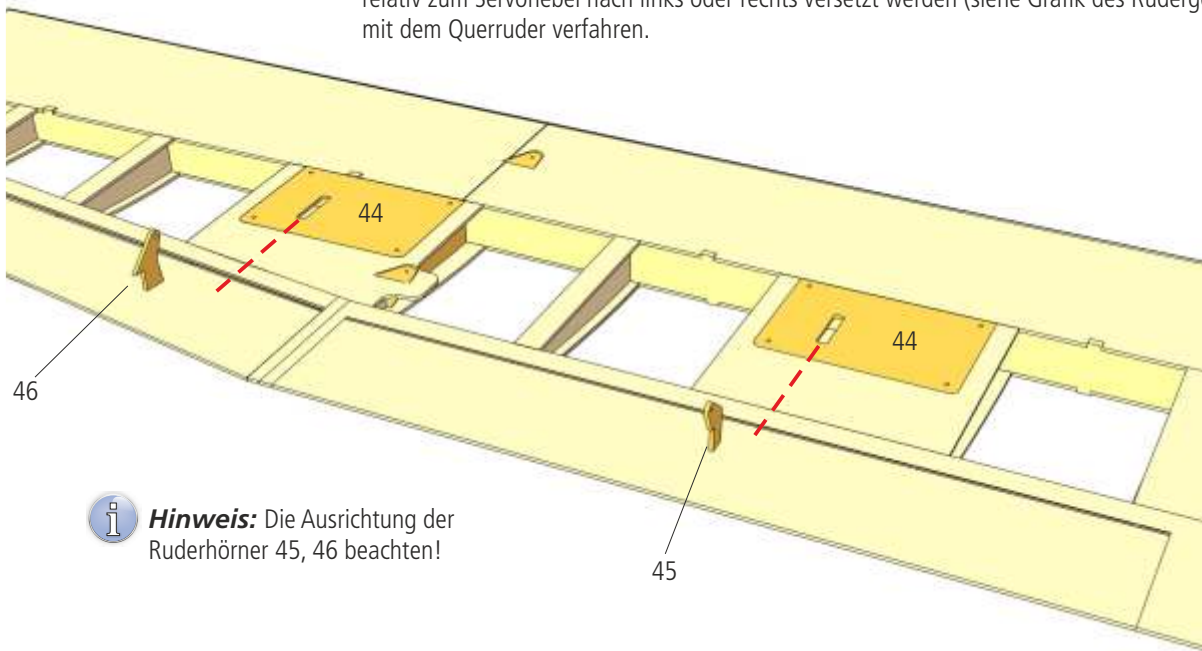 relativ zum Servohebel nach links oder rechts versetzt werden (siehe Grafik des
mit dem Querruder verfahren.
44
44
46
Hinweis: Die Ausrichtung der
Ruderhörner 45, 46 beachten!
45